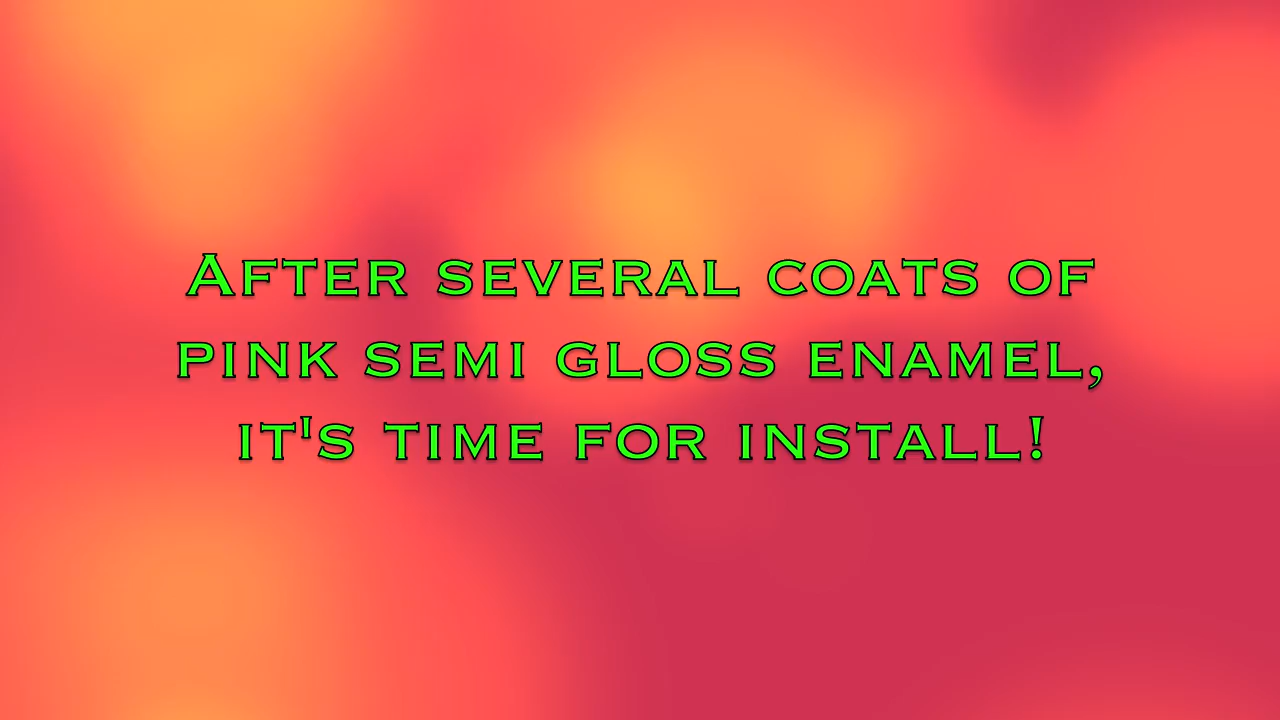 After several coats of
pink semi gloss enamel,
it's time for install!